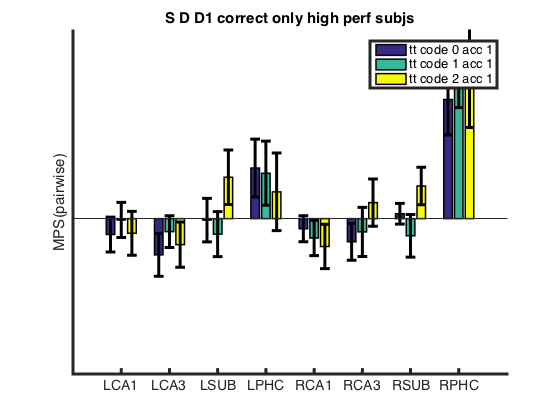 S D D1 correct only high perf subjs
tt code 0 acc 1
tt code 1 acc 1
tt code 2 acc 1
MPS(pairwise)
LCA1 LCA3 LSUB LPHC RCA1 RCA3 RSUB RPHC